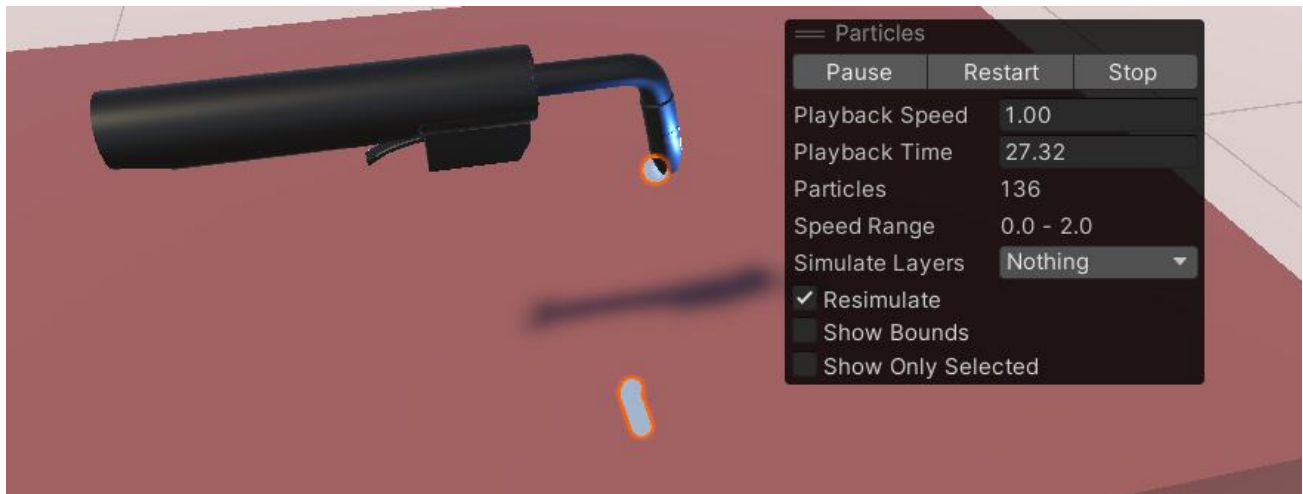 Particles
Pause Restart Stop
Playback Speed 1.00
Playback Time 27.32
Particles 136
Speed Range 0.0 - 2.0
Simulate Layers Nothing
Resimulate
Show Bounds
Show Only Selected